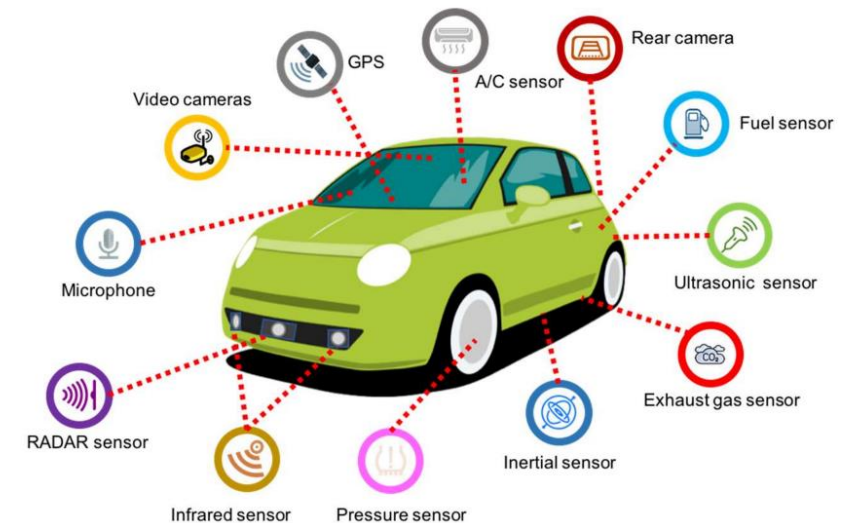 Rear camera
GPS
A/C sensor
Video cameras
Fuel sensor
Ultrasonic sensor
Microphone
CO₂
Exhaust gas sensor
RADAR sensor
Inertial sensor
Infrared sensor
Pressure sensor